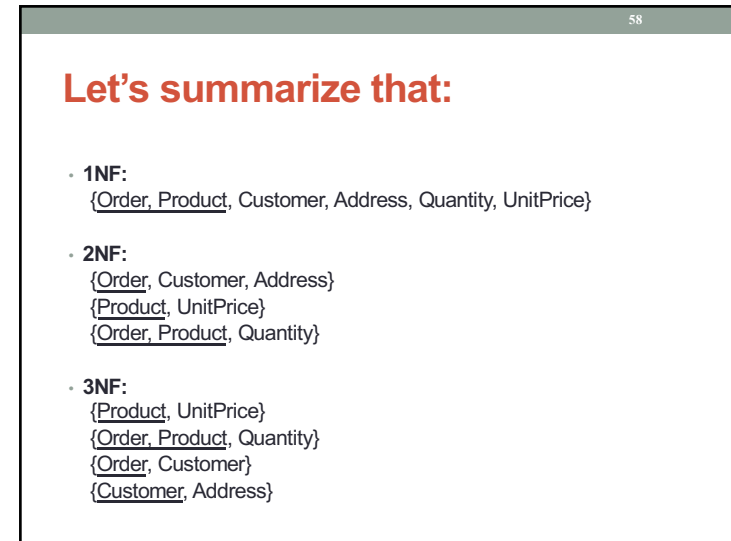 58
Let's summarize that:
• 1NF:
{Order, Product, Customer, Address, Quantity, UnitPrice}
• 2NF:
{Order, Customer, Address}
{Product, UnitPrice}
{Order, Product, Quantity}
• 3NF:
{Product, UnitPrice}
{Order, Product, Quantity}
{Order, Customer}
{Customer, Address}